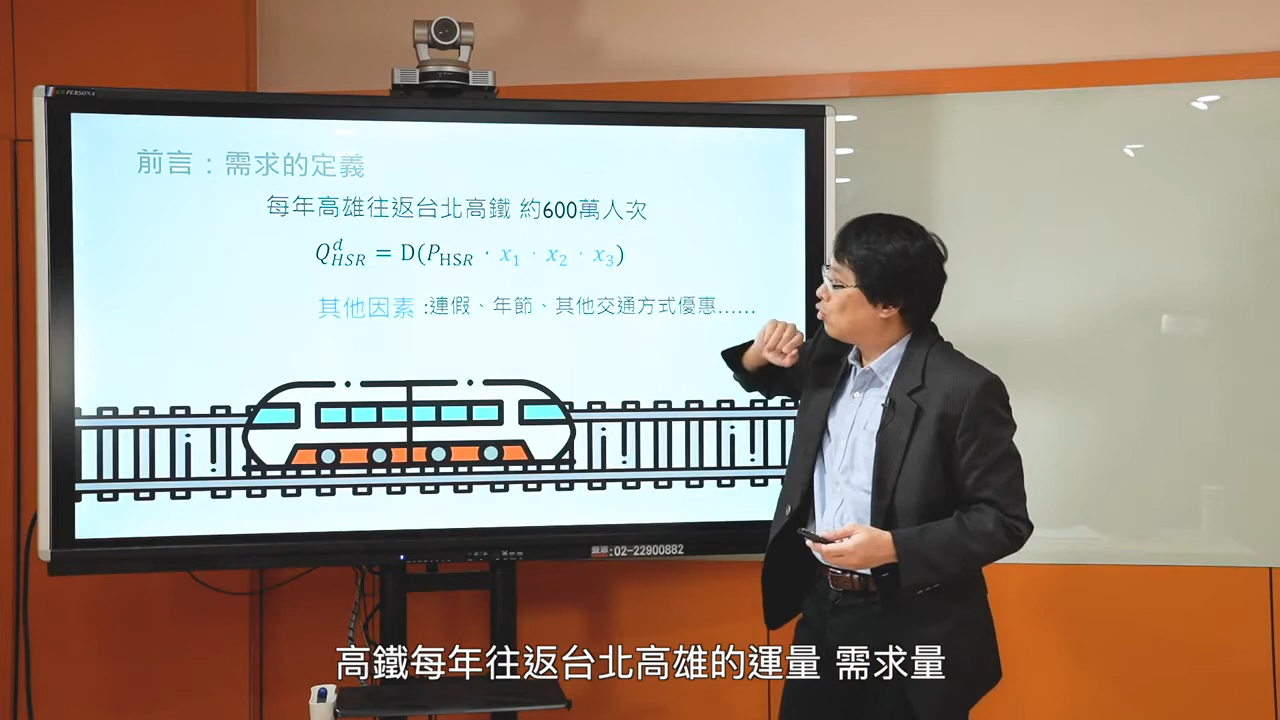 PERSONA
前言：需求的定義
每年高雄往返台北高鐵 約600萬人次
Q^d_HSR = D(P_HSR · x_1 · x_2 · x_3)
其他因素 :連假、年節、其他交通方式優惠......
:02-22900882
高鐵每年往返台北高雄的運量 需求量